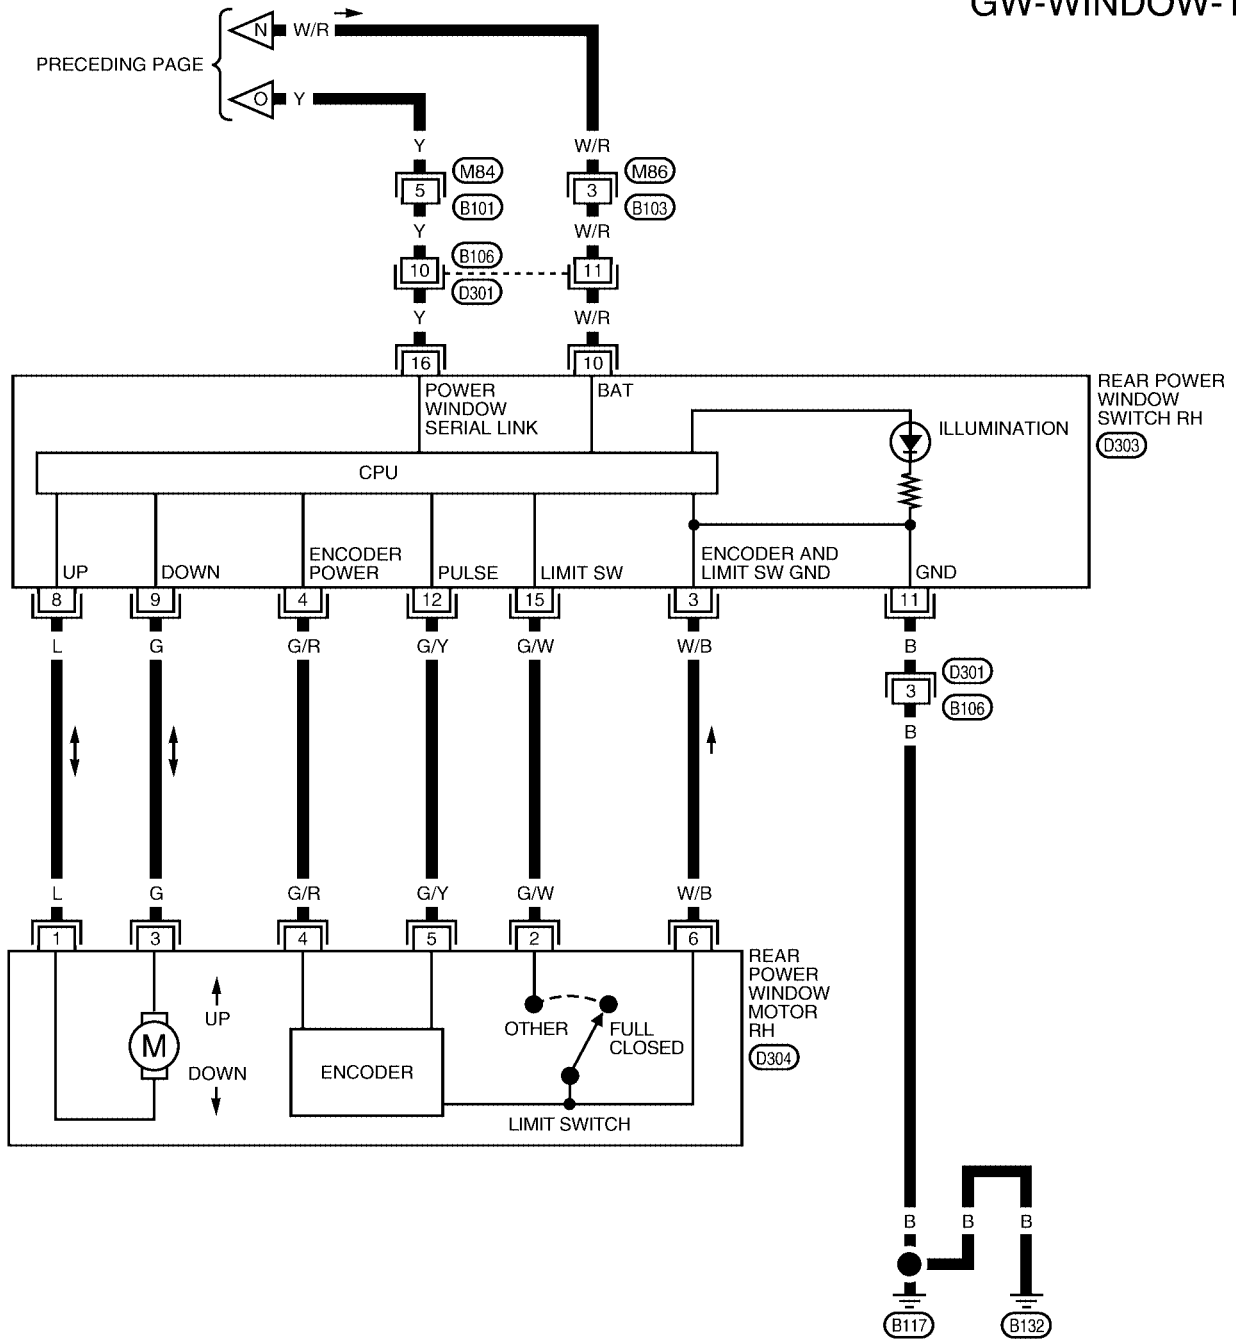 GW-WINDOW-
N W/R
PRECEDING PAGE
O Y
Y W/R
M84 M86
5 3
B101 B103
Y W/R
B106
10 11
D301
Y W/R
16 10
POWER
WINDOW
SERIAL LINK
BAT
REAR POWER
WINDOW
SWITCH RH
D303
ILLUMINATION
CPU
UP
DOWN
ENCODER
POWER
PULSE
LIMIT SW
ENCODER AND
LIMIT SW GND
GND
8 9 4 12 15 3 11
L G G/R G/Y G/W W/B B
D301
3
B106
B
L G G/R G/Y G/W W/B
1 3 4 5 2 6
REAR
POWER
WINDOW
MOTOR
RH
D304
UP
M
DOWN
ENCODER
OTHER
FULL
CLOSED
LIMIT SWITCH
B B B
B117 B132